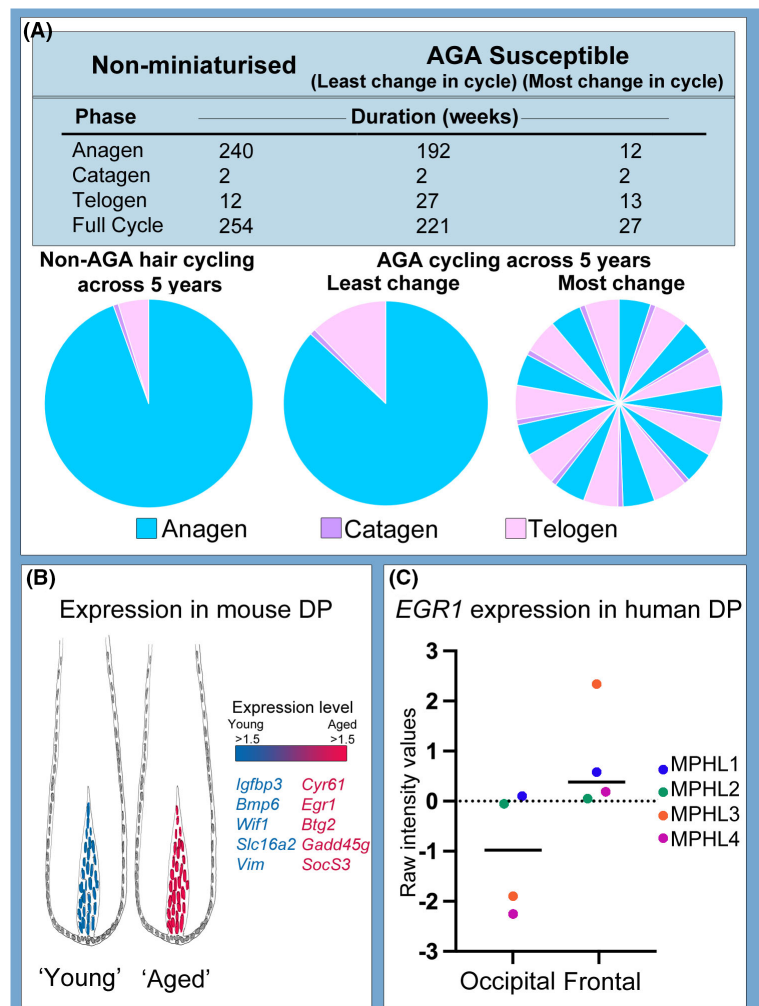 (A)
Non-miniaturised
AGA Susceptible
(Least change in cycle) (Most change in cycle)
Phase Duration (weeks)
Anagen 240 192 12
Catagen 2 2 2
Telogen 12 27 13
Full Cycle 254 221 27
Non-AGA hair cycling
across 5 years
AGA cycling across 5 years
Least change Most change
Anagen Catagen Telogen
(B)
Expression in mouse DP
Expression level
Young Aged
>1.5 >1.5
Igfbp3 Cyr61
Bmp6 Egr1
Wif1 Btg2
Slc16a2 Gadd45g
Vim SocS3
'Young' 'Aged'
(C)
EGR1 expression in human DP
Raw intensity values
3
2
1
0
-1
-2
-3
MPHL1
MPHL2
MPHL3
MPHL4
Occipital Frontal